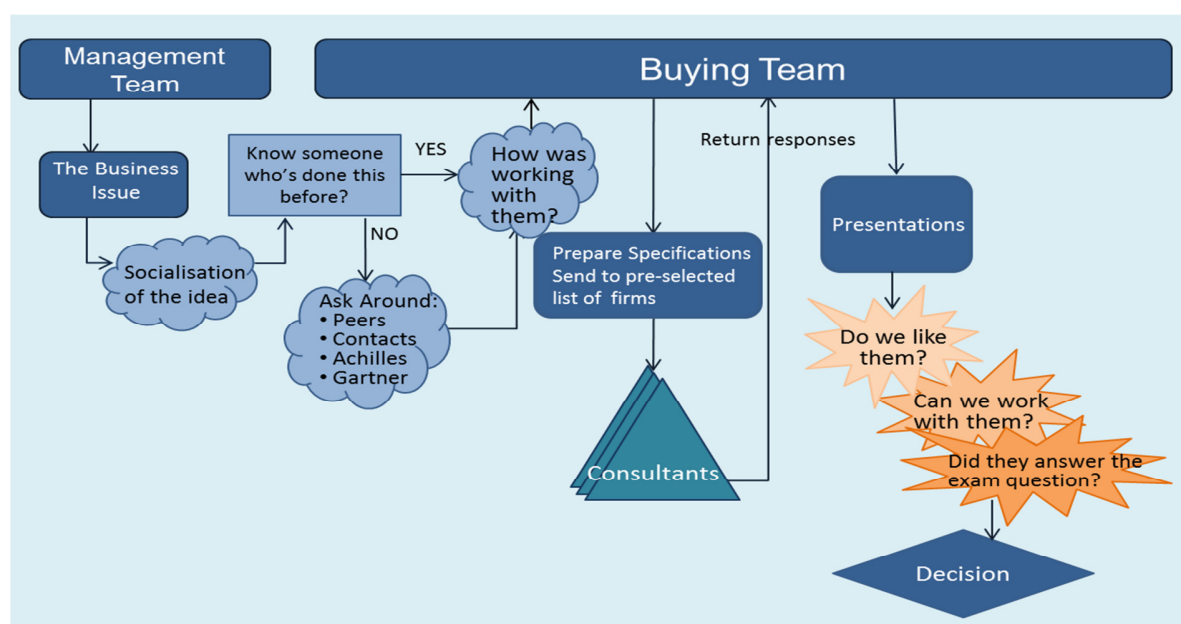 Management
Team
Buying Team
The Business
Issue
Socialisation
of the idea
Know someone
who's done this
before?
YES
NO
Ask Around:
• Peers
• Contacts
• Achilles
• Gartner
How was
working
with
them?
Prepare Specifications
Send to pre-selected
list of firms
Consultants
Return responses
Presentations
Do we like
them?
Can we work
with them?
Did they answer the
exam question?
Decision